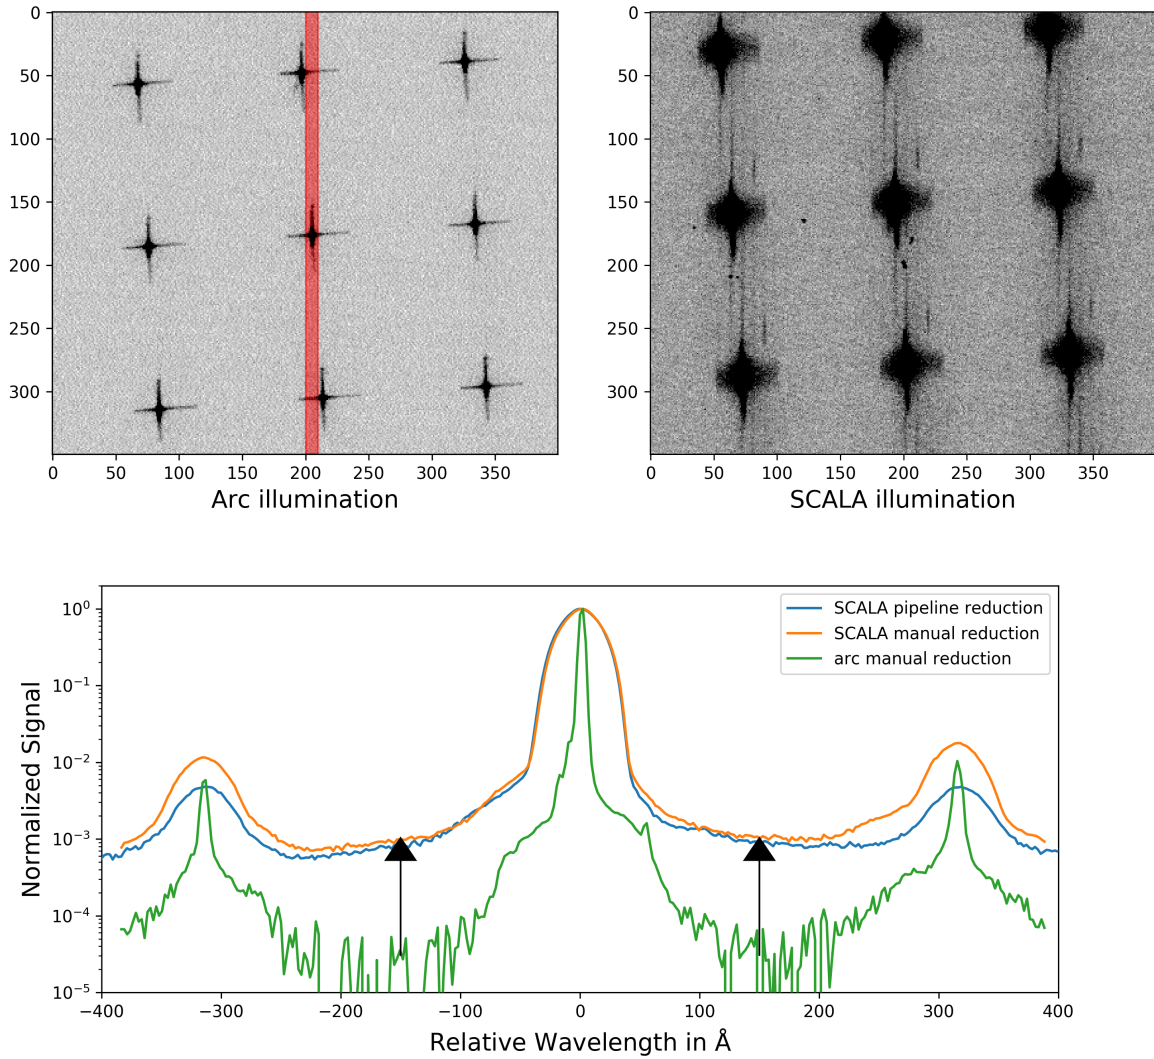 0
50
100
150
200
250
300
0 50 100 150 200 250 300 350
Arc illumination
0
50
100
150
200
250
300
0 50 100 150 200 250 300 350
SCALA illumination
10⁰
10⁻¹
10⁻²
10⁻³
10⁻⁴
10⁻⁵
Normalized Signal
SCALA pipeline reduction
SCALA manual reduction
arc manual reduction
−400 −300 −200 −100 0 100 200 300 400
Relative Wavelength in Å